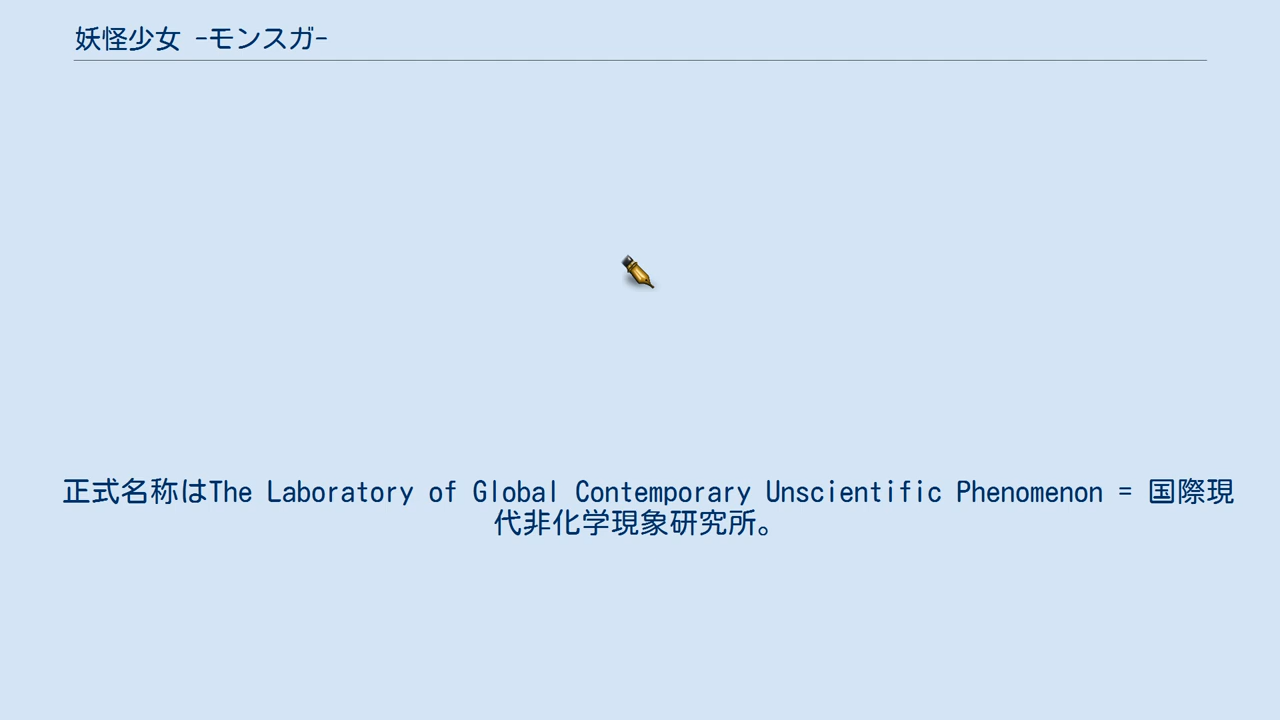 妖怪少女 -モンスガ-
正式名称はThe Laboratory of Global Contemporary Unscientific Phenomenon = 国際現
代非化学現象研究所。